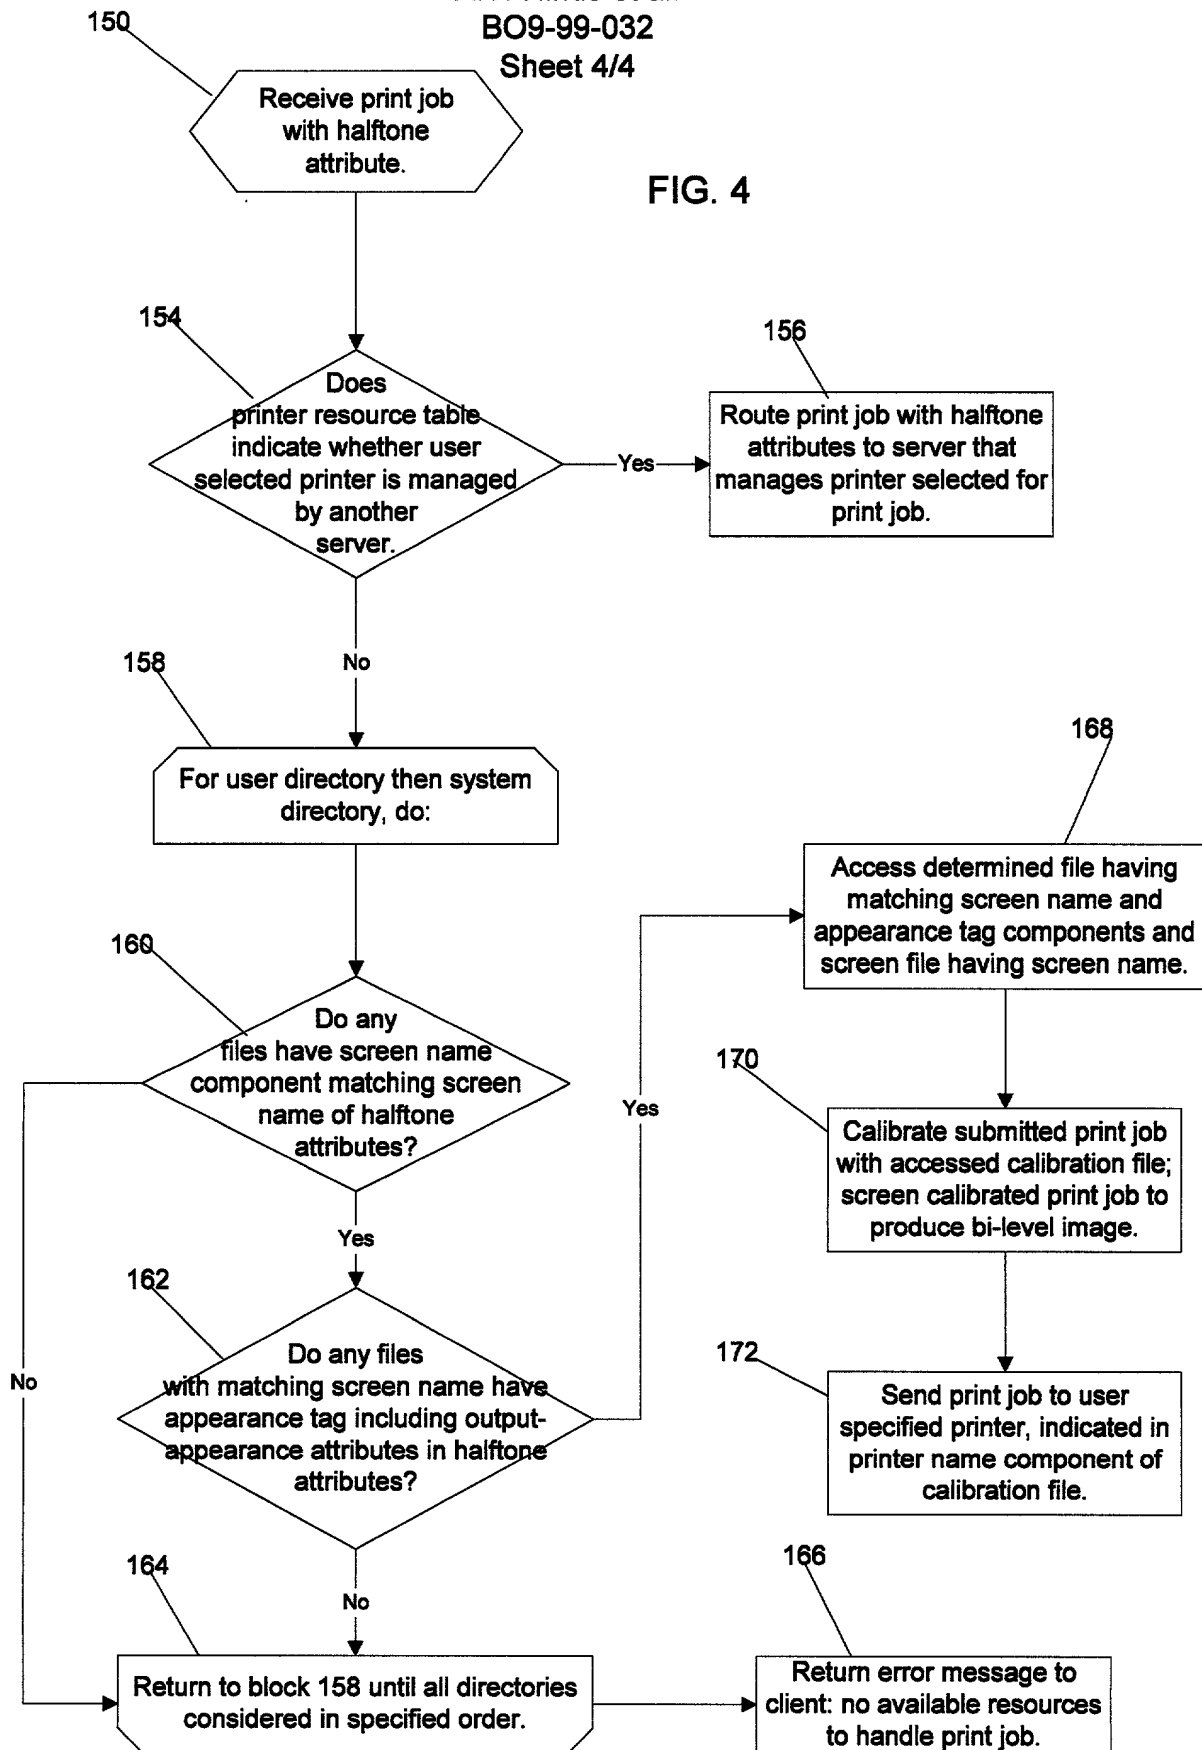 BO9-99-032
Sheet 4/4
150
Receive print job
with halftone
attribute.
FIG. 4
154
Does
printer resource table
indicate whether user
selected printer is managed
by another
server.
Yes
156
Route print job with halftone
attributes to server that
manages printer selected for
print job.
No
158
For user directory then system
directory, do:
160
Do any
files have screen name
component matching screen
name of halftone
attributes?
No
Yes
162
Do any files
with matching screen name have
appearance tag including output-
appearance attributes in halftone
attributes?
Yes
168
Access determined file having
matching screen name and
appearance tag components and
screen file having screen name.
170
Calibrate submitted print job
with accessed calibration file;
screen calibrated print job to
produce bi-level image.
172
Send print job to user
specified printer, indicated in
printer name component of
calibration file.
No
164
Return to block 158 until all directories
considered in specified order.
166
Return error message to
client: no available resources
to handle print job.